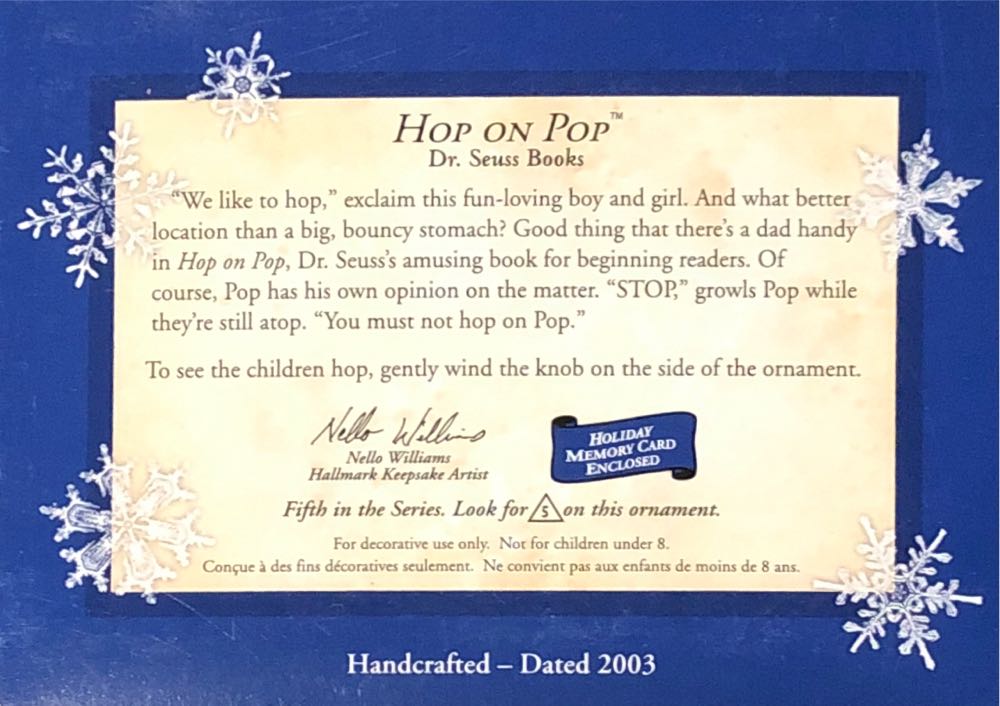 HOP ON POP™
Dr. Seuss Books
“We like to hop,” exclaim this fun-loving boy and girl. And what better
location than a big, bouncy stomach? Good thing that there’s a dad handy
in Hop on Pop, Dr. Seuss’s amusing book for beginning readers. Of
course, Pop has his own opinion on the matter. “STOP,” growls Pop while
they’re still atop. “You must not hop on Pop.”
To see the children hop, gently wind the knob on the side of the ornament.
Nello Williams
Nello Williams
Hallmark Keepsake Artist
HOLIDAY
MEMORY CARD
ENCLOSED
Fifth in the Series. Look for 5 on this ornament.
For decorative use only. Not for children under 8.
Conçue à des fins décoratives seulement. Ne convient pas aux enfants de moins de 8 ans.
Handcrafted – Dated 2003